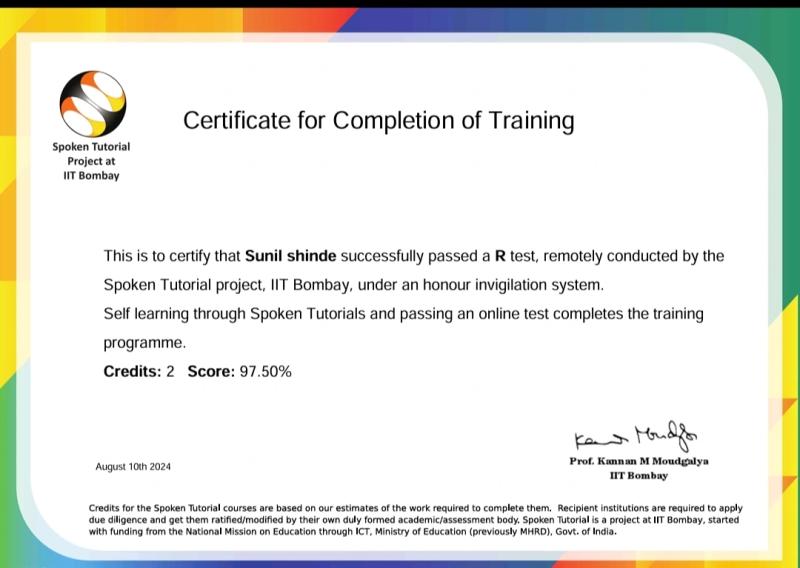 Spoken Tutorial
Project at
IIT Bombay
Certificate for Completion of Training
This is to certify that Sunil shinde successfully passed a R test, remotely conducted by the
Spoken Tutorial project, IIT Bombay, under an honour invigilation system.
Self learning through Spoken Tutorials and passing an online test completes the training
programme.
Credits: 2 Score: 97.50%
August 10th 2024
Prof. Kannan M Moudgalya
IIT Bombay
Credits for the Spoken Tutorial courses are based on our estimates of the work required to complete them. Recipient institutions are required to apply
due diligence and get them ratified/modified by their own duly formed academic/assessment body. Spoken Tutorial is a project at IIT Bombay, started
with funding from the National Mission on Education through ICT, Ministry of Education (previously MHRD), Govt. of India.